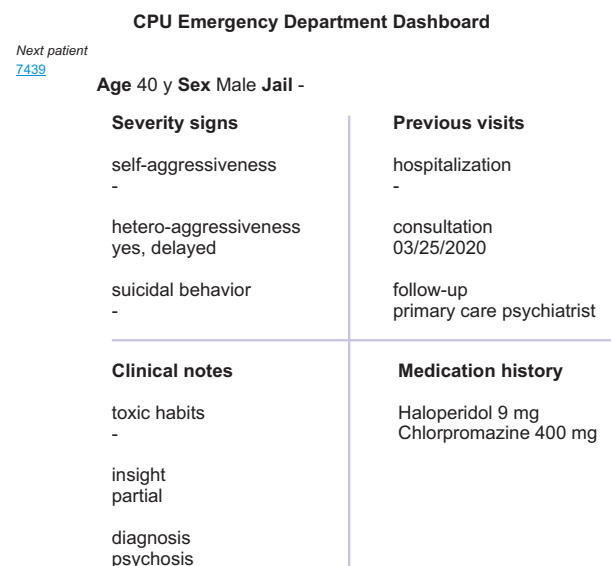 CPU Emergency Department Dashboard
Next patient
7439
Age 40 y Sex Male Jail -
Severity signs
self-aggressiveness
-
hetero-aggressiveness
yes, delayed
suicidal behavior
-
Previous visits
hospitalization
-
consultation
03/25/2020
follow-up
primary care psychiatrist
Clinical notes
toxic habits
-
insight
partial
diagnosis
psychosis
Medication history
Haloperidol 9 mg
Chlorpromazine 400 mg